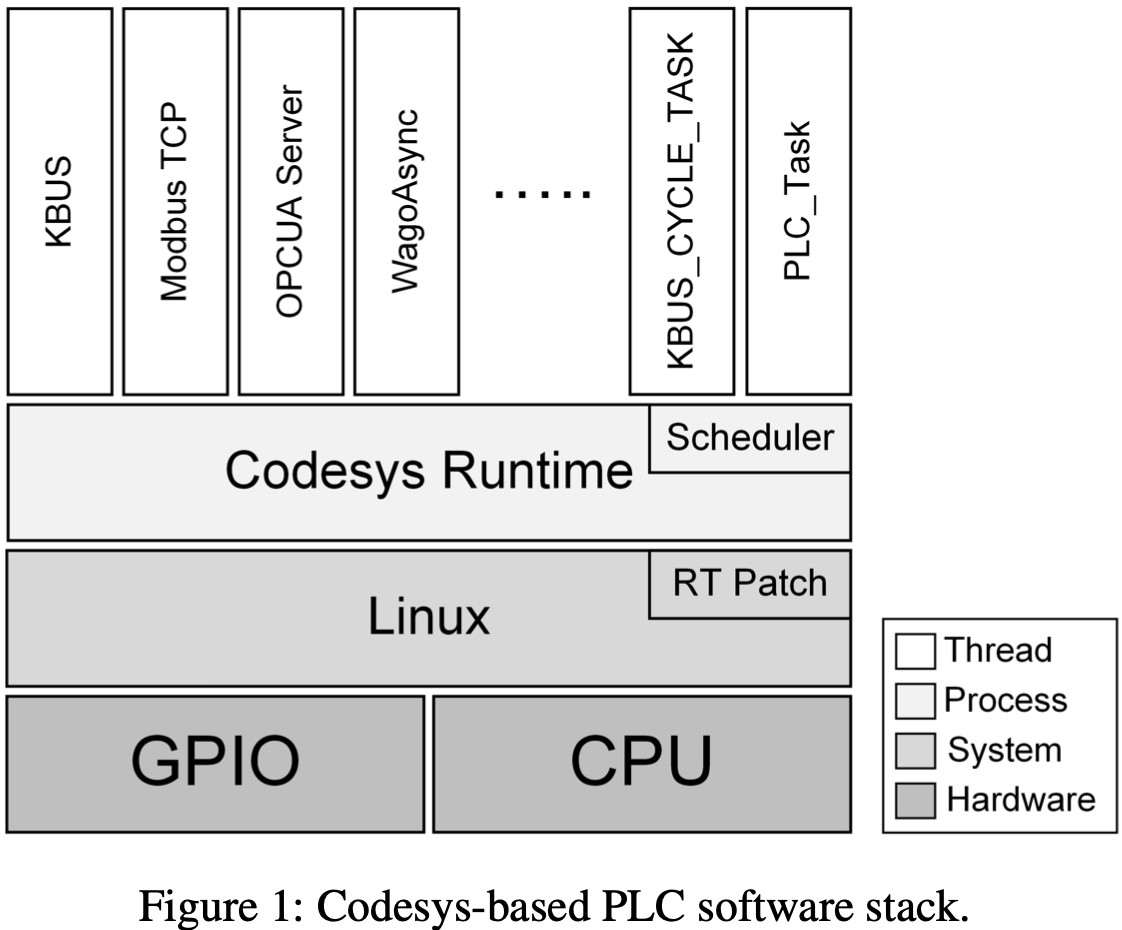 KBUS
Modbus TCP
OPCUA Server
WagoAsync
.....
KBUS_CYCLE_TASK
PLC_Task
Scheduler
Codesys Runtime
RT Patch
Linux
GPIO
CPU
Thread
Process
System
Hardware
Figure 1: Codesys-based PLC software stack.